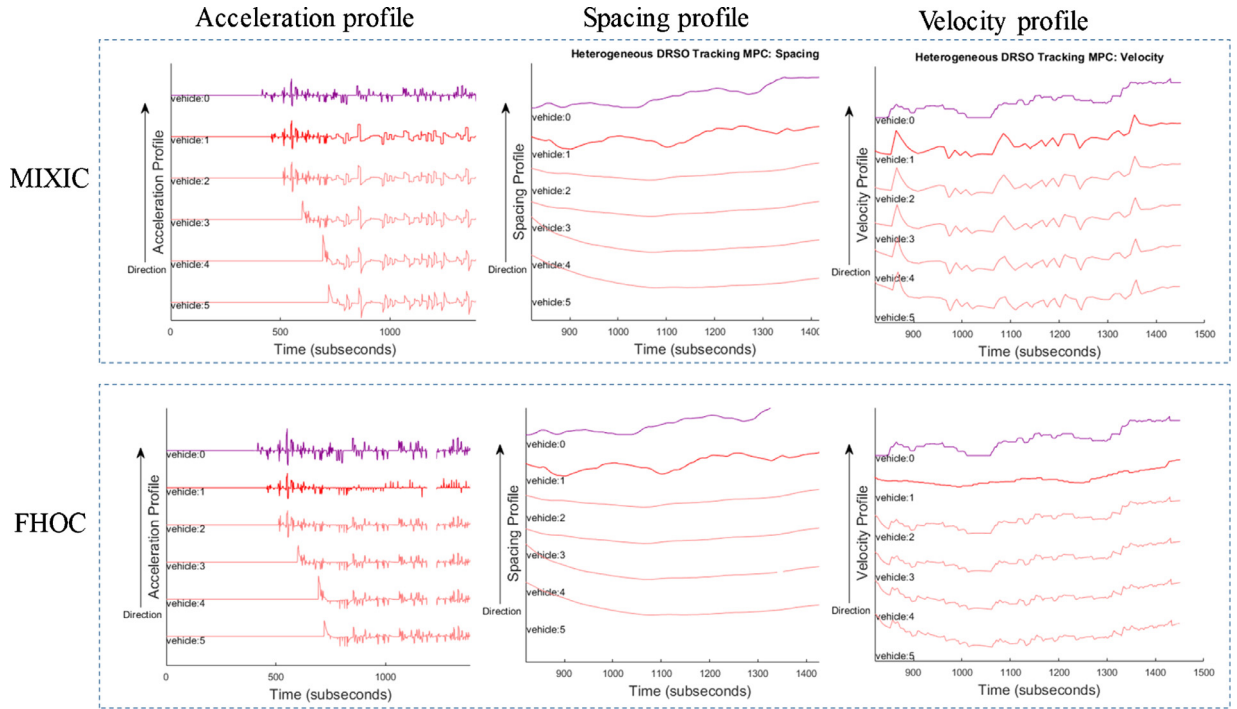 Acceleration profile
Spacing profile
Velocity profile
MIXIC
Acceleration Profile
Direction
vehicle:0
vehicle:1
vehicle:2
vehicle:3
vehicle:4
vehicle:5
0
500
1000
Time (subseconds)
Heterogeneous DRSO Tracking MPC: Spacing
Spacing Profile
Direction
vehicle:0
vehicle:1
vehicle:2
vehicle:3
vehicle:4
vehicle:5
900
1000
1100
1200
1300
1400
Time (subseconds)
Heterogeneous DRSO Tracking MPC: Velocity
Velocity Profile
Direction
vehicle:0
vehicle:1
vehicle:2
vehicle:3
vehicle:4
vehicle:5
900
1000
1100
1200
1300
1400
1500
Time (subseconds)
FHOC
Acceleration Profile
Direction
vehicle:0
vehicle:1
vehicle:2
vehicle:3
vehicle:4
vehicle:5
0
500
1000
Time (subseconds)
Spacing Profile
Direction
vehicle:0
vehicle:1
vehicle:2
vehicle:3
vehicle:4
vehicle:5
900
1000
1100
1200
1300
1400
Time (subseconds)
Velocity Profile
Direction
vehicle:0
vehicle:1
vehicle:2
vehicle:3
vehicle:4
vehicle:5
900
1000
1100
1200
1300
1400
1500
Time (subseconds)